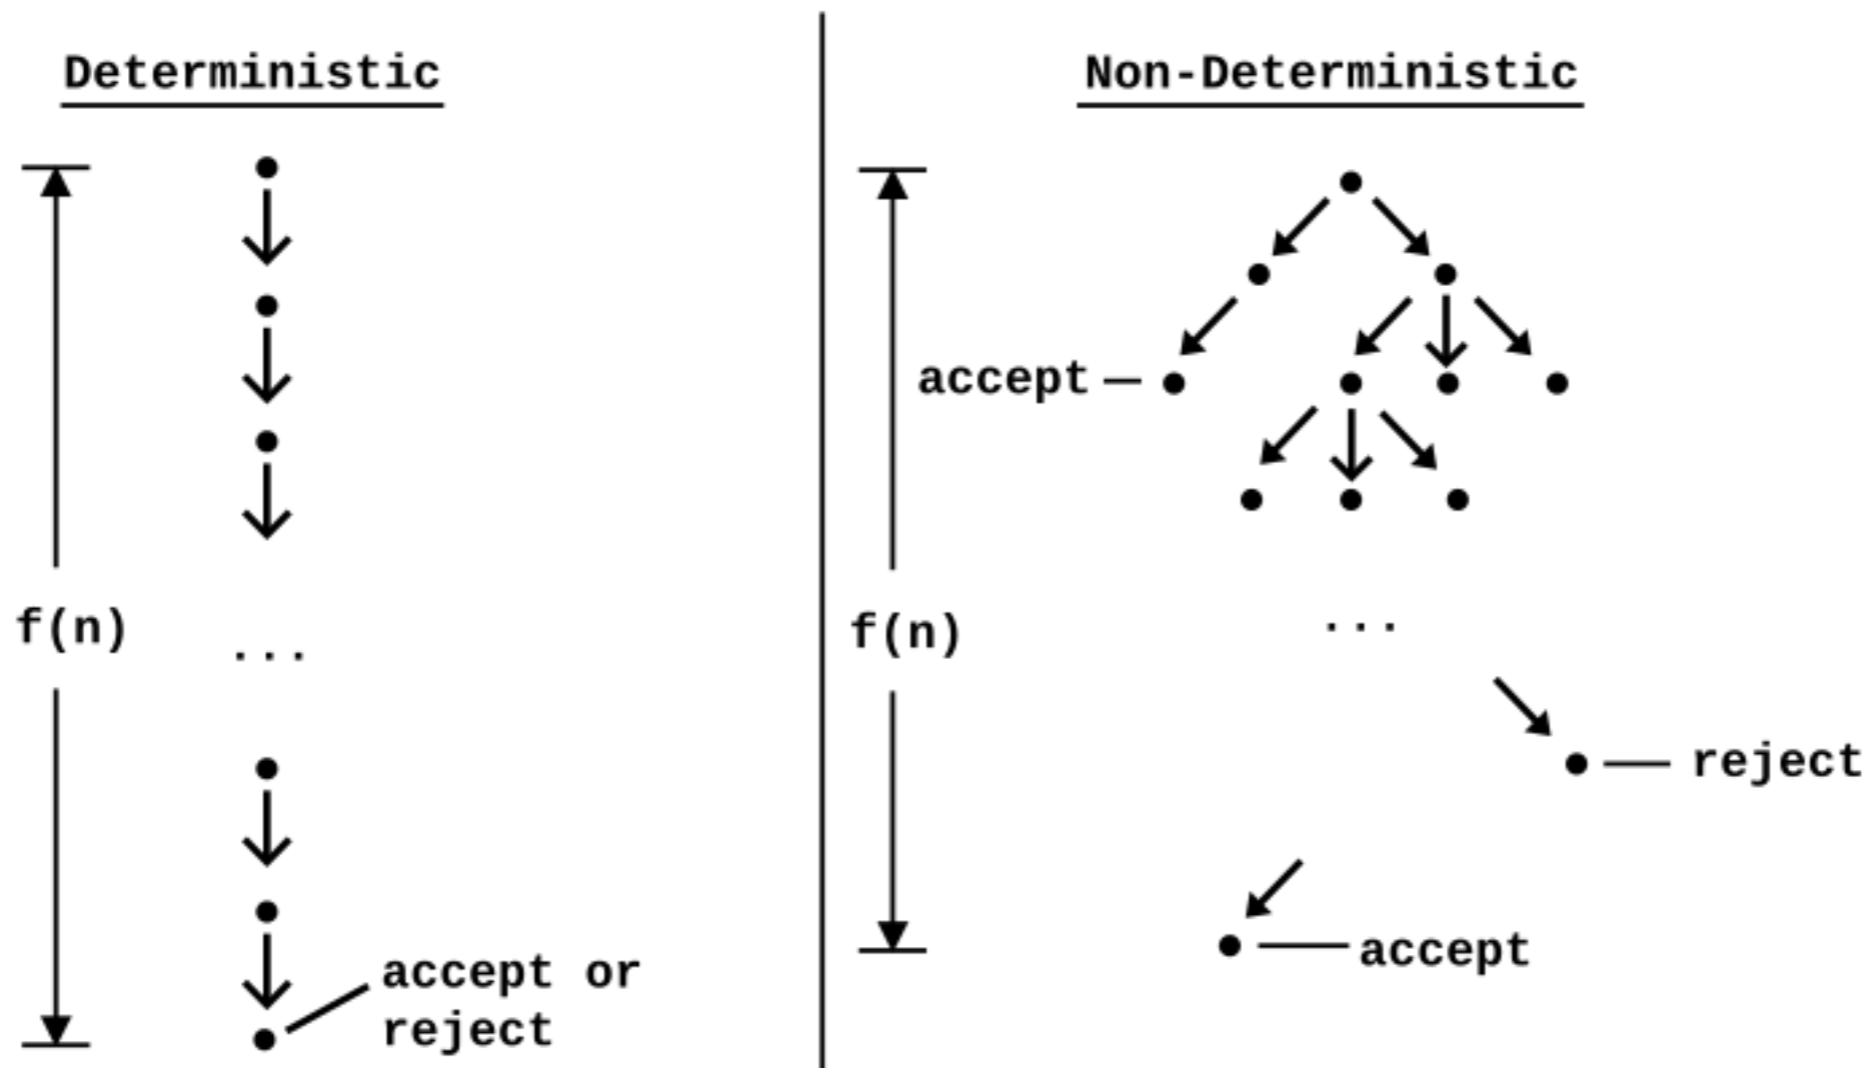 Deterministic
f(n)
...
accept or
reject
Non-Deterministic
accept
f(n)
...
reject
accept